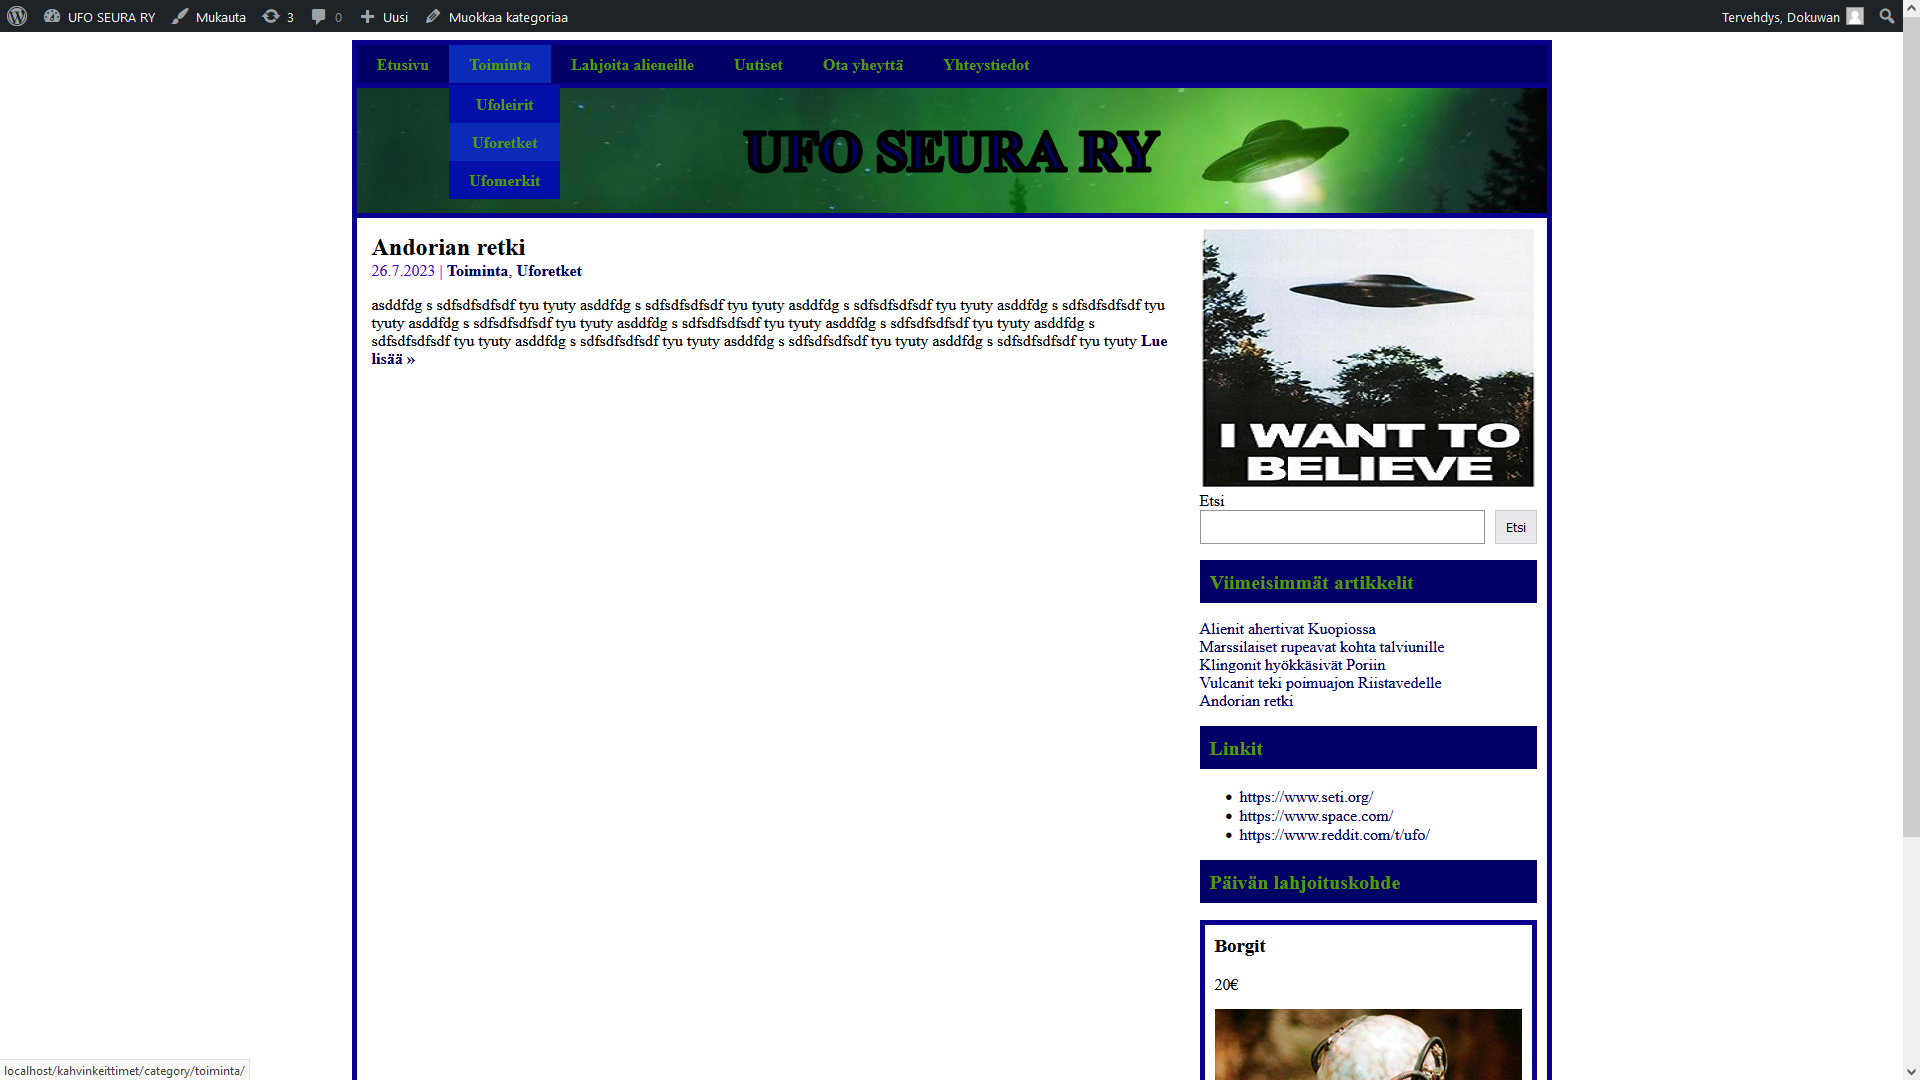 UFO SEURA RY Mukauta 3 0 Uusi Muokkaa kategoriaa Tervehdys, Dokuwan
Etusivu Toiminta Lahjoita alieneille Uutiset Ota yheyttä Yhteystiedot
Ufoleirit
Uforetket
Ufomerkit
UFO SEURA RY
Andorian retki
26.7.2023 | Toiminta, Uforetket
asddfdg s sdfsdfsdfsdf tyu tyuty asddfdg s sdfsdfsdfsdf tyu tyuty asddfdg s sdfsdfsdfsdf tyu tyuty asddfdg s sdfsdfsdfsdf tyu
tyuty asddfdg s sdfsdfsdfsdf tyu tyuty asddfdg s sdfsdfsdfsdf tyu tyuty asddfdg s sdfsdfsdfsdf tyu tyuty asddfdg s
sdfsdfsdfsdf tyu tyuty asddfdg s sdfsdfsdfsdf tyu tyuty asddfdg s sdfsdfsdfsdf tyu tyuty asddfdg s sdfsdfsdfsdf tyu tyuty Lue
lisää »
I WANT TO
BELIEVE
Etsi
Etsi
Viimeisimmät artikkelit
Alienit ahertivat Kuopiossa
Marssilaiset rupeavat kohta talviunille
Klingonit hyökkäsivät Poriin
Vulcanit teki poimuajon Riistavedelle
Andorian retki
Linkit
https://www.seti.org/
https://www.space.com/
https://www.reddit.com/t/ufo/
Päivän lahjoituskohde
Borgit
20€
localhost/kahvinkeittimet/category/toiminta/